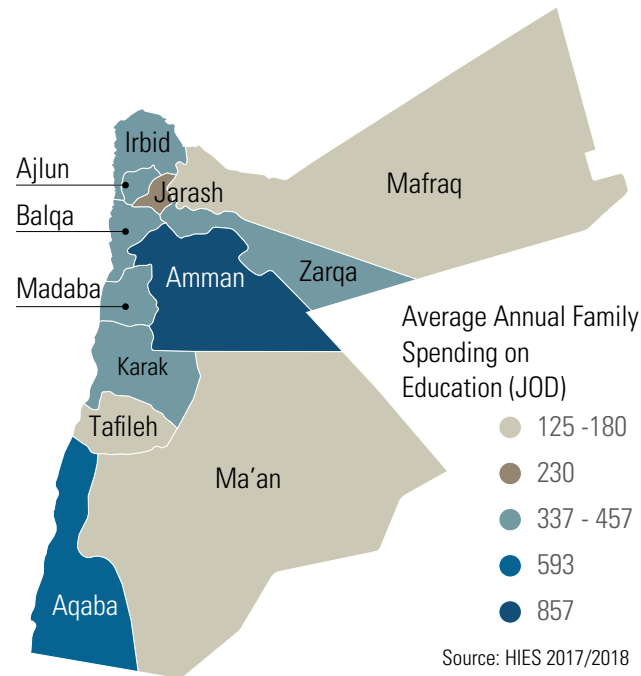 Irbid
Ajlun
Jarash
Mafraq
Balqa
Amman
Zarqa
Madaba
Karak
Tafileh
Ma’an
Aqaba
Average Annual Family
Spending on
Education (JOD)
125 -180
230
337 - 457
593
857
Source: HIES 2017/2018